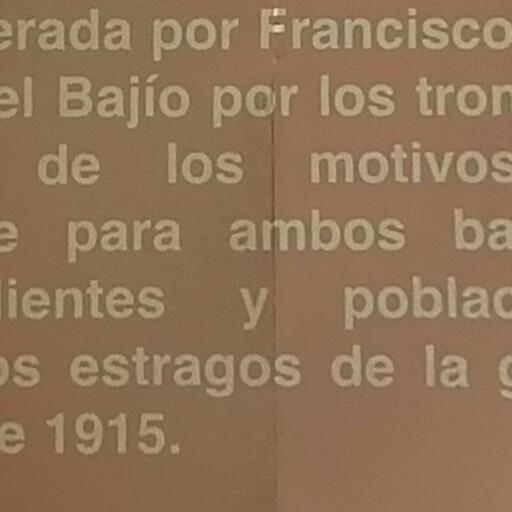 erada por Francisco
el Bajío por los tron
de los motivos
e para ambos ba
lientes y poblac
os estragos de la g
e 1915.